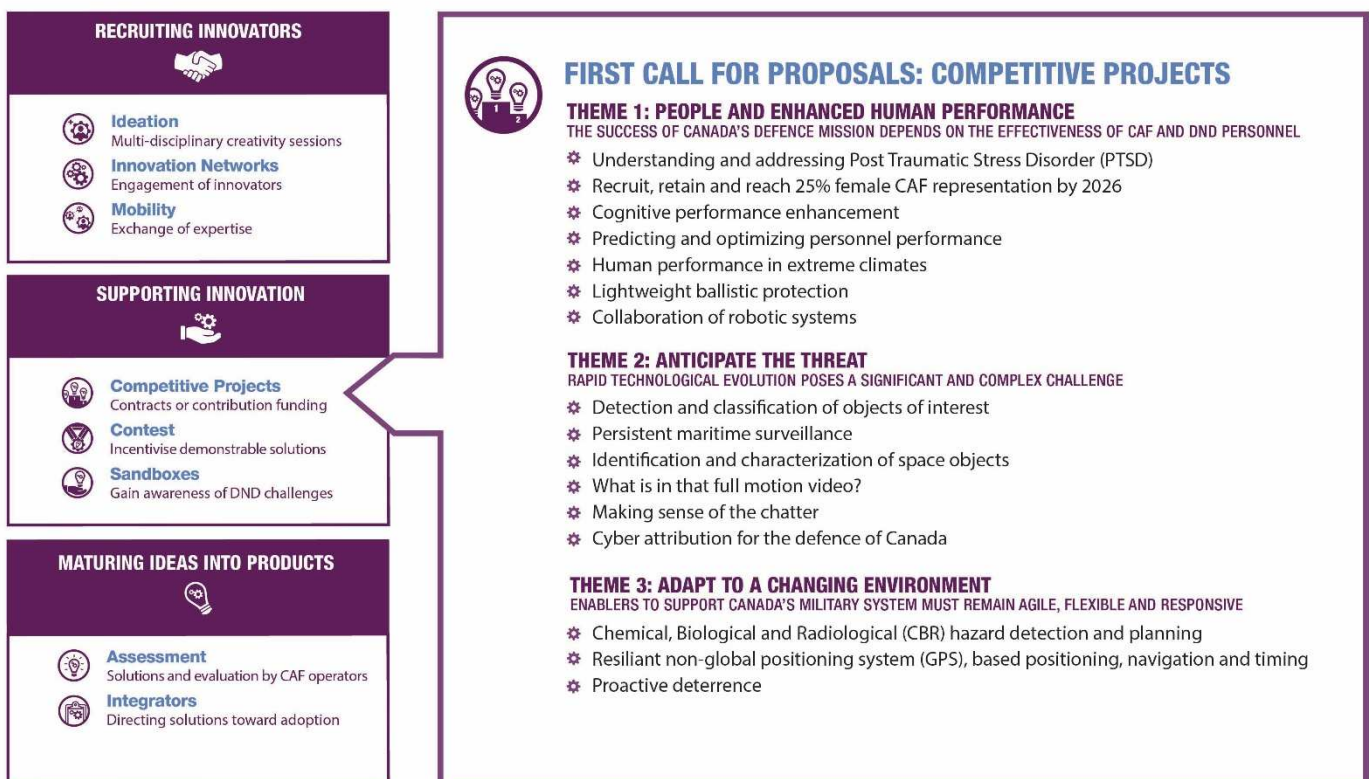 RECRUITING INNOVATORS
Ideation
Multi-disciplinary creativity sessions
Innovation Networks
Engagement of innovators
Mobility
Exchange of expertise
SUPPORTING INNOVATION
Competitive Projects
Contracts or contribution funding
Contest
Incentivise demonstrable solutions
Sandboxes
Gain awareness of DND challenges
MATURING IDEAS INTO PRODUCTS
Assessment
Solutions and evaluation by CAF operators
Integrators
Directing solutions toward adoption
1
2
FIRST CALL FOR PROPOSALS: COMPETITIVE PROJECTS
THEME 1: PEOPLE AND ENHANCED HUMAN PERFORMANCE
THE SUCCESS OF CANADA'S DEFENCE MISSION DEPENDS ON THE EFFECTIVENESS OF CAF AND DND PERSONNEL
Understanding and addressing Post Traumatic Stress Disorder (PTSD)
Recruit, retain and reach 25% female CAF representation by 2026
Cognitive performance enhancement
Predicting and optimizing personnel performance
Human performance in extreme climates
Lightweight ballistic protection
Collaboration of robotic systems
THEME 2: ANTICIPATE THE THREAT
RAPID TECHNOLOGICAL EVOLUTION POSES A SIGNIFICANT AND COMPLEX CHALLENGE
Detection and classification of objects of interest
Persistent maritime surveillance
Identification and characterization of space objects
What is in that full motion video?
Making sense of the chatter
Cyber attribution for the defence of Canada
THEME 3: ADAPT TO A CHANGING ENVIRONMENT
ENABLERS TO SUPPORT CANADA'S MILITARY SYSTEM MUST REMAIN AGILE, FLEXIBLE AND RESPONSIVE
Chemical, Biological and Radiological (CBR) hazard detection and planning
Resiliant non-global positioning system (GPS), based positioning, navigation and timing
Proactive deterrence